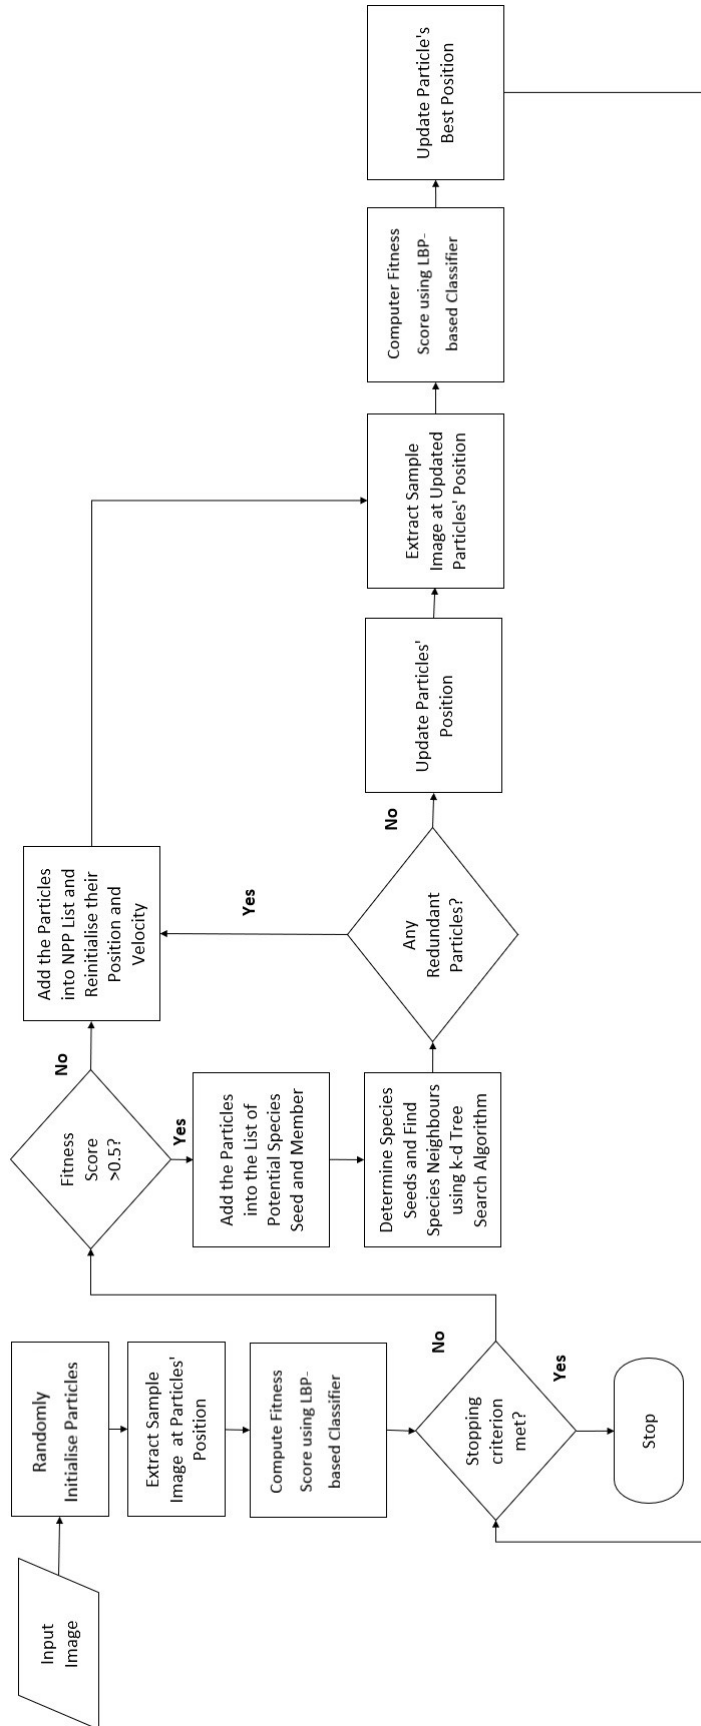 Input
Image
Randomly
Initialise Particles
Extract Sample
Image at Particles'
Position
Compute Fitness
Score using LBP-
based Classifier
Stopping
criterion
met?
Yes
Stop
No
Fitness
Score
>0.5?
Yes
Add the Particles
into the List of
Potential Species
Seed and Member
Determine Species
Seeds and Find
Species Neighbours
using k-d Tree
Search Algorithm
No
Add the Particles
into NPP List and
Reinitialise their
Position and
Velocity
Any
Redundant
Particles?
Yes
No
Update Particles'
Position
Extract Sample
Image at Updated
Particles' Position
Computer Fitness
Score using LBP-
based Classifier
Update Particle's
Best Position